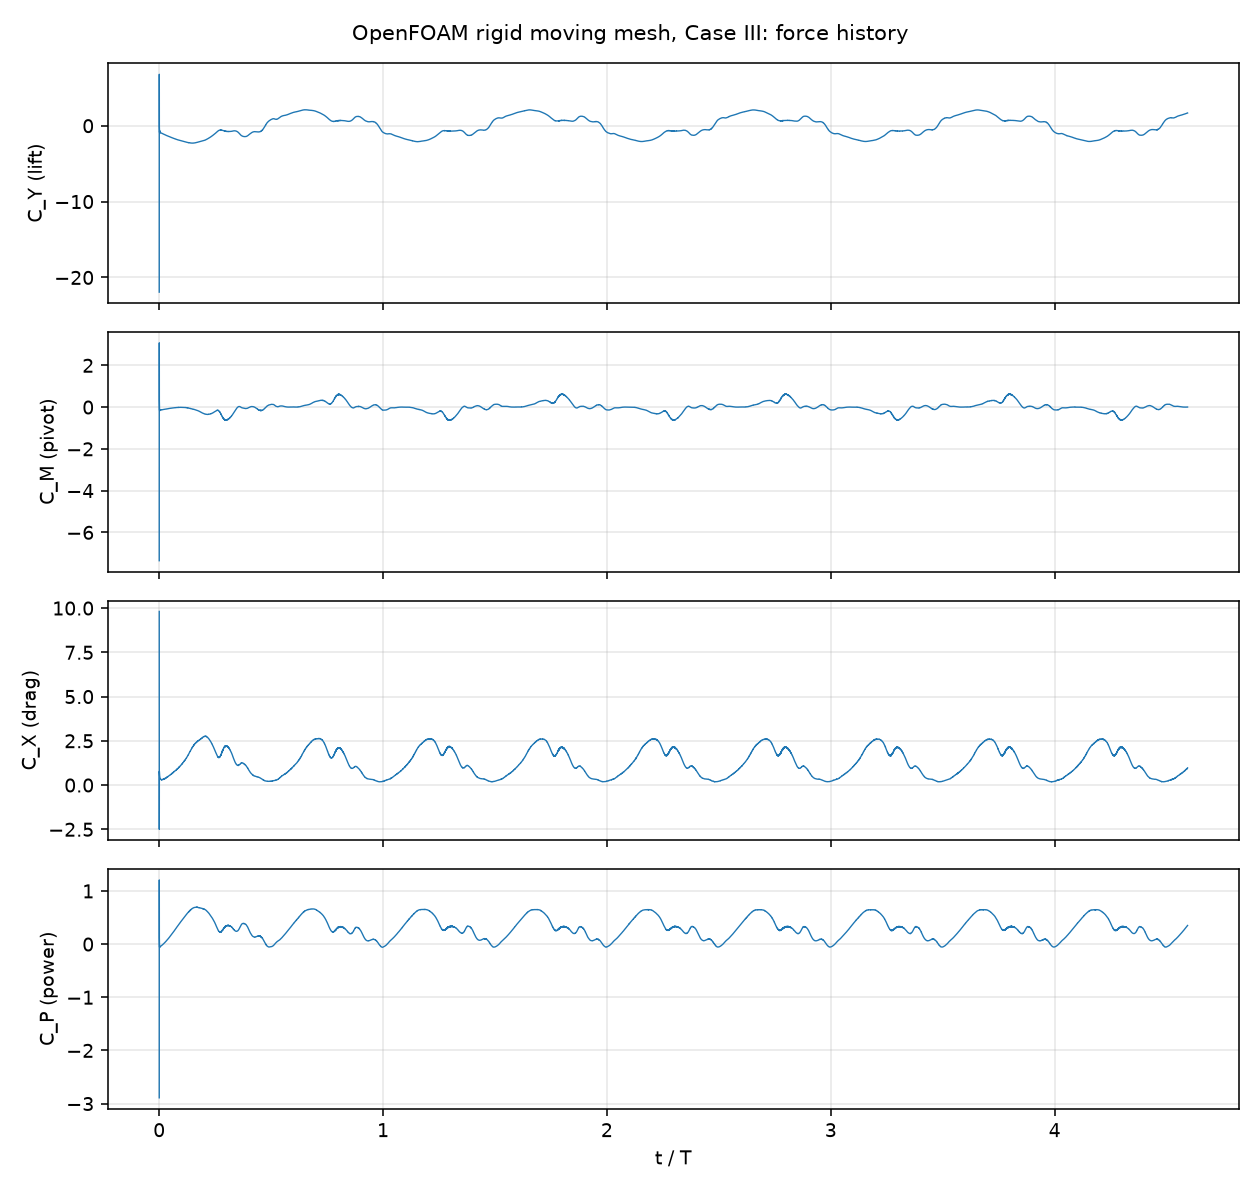 OpenFOAM rigid moving mesh, Case III: force history
C_Y (lift)
0
−10
−20
C_M (pivot)
2
0
−2
−4
−6
C_X (drag)
10.0
7.5
5.0
2.5
0.0
−2.5
C_P (power)
1
0
−1
−2
−3
0 1 2 3 4
t / T